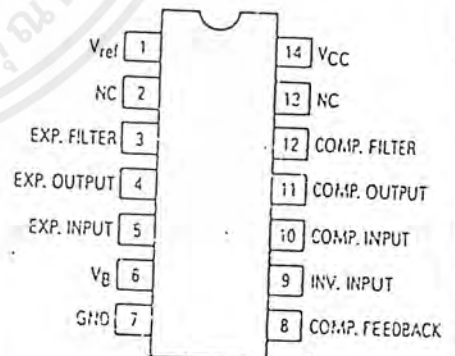 Vref 1
NC 2
EXP. FILTER 3
EXP. OUTPUT 4
EXP. INPUT 5
VB 6
GND 7
14 VCC
13 NC
12 COMP. FILTER
11 COMP. OUTPUT
10 COMP. INPUT
9 INV. INPUT
8 COMP. FEEDBACK